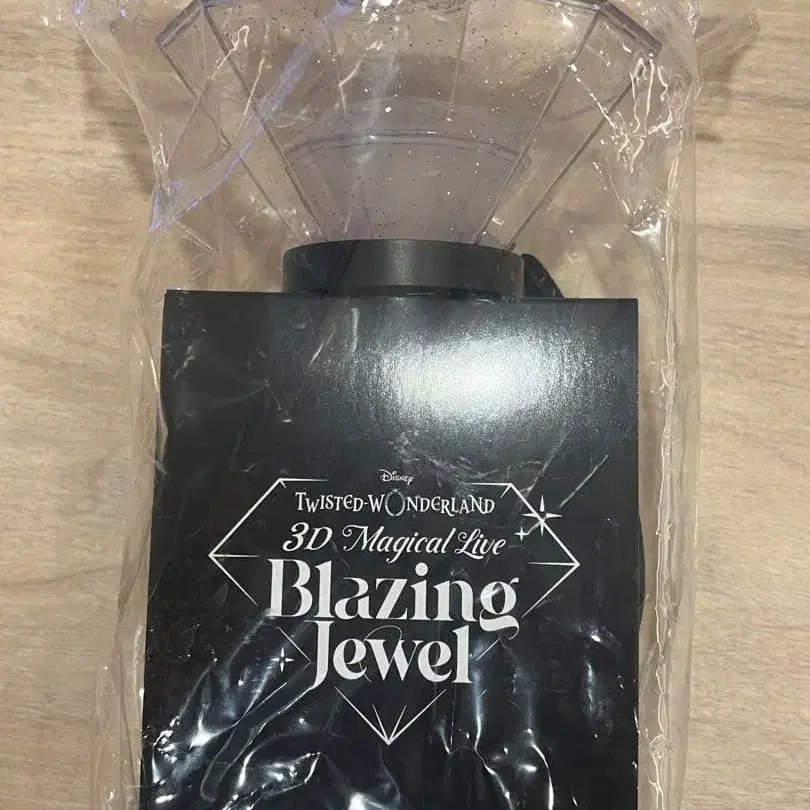 Disney
TWISTED-WONDERLAND
3D Magical Live
Blazing
Jewel